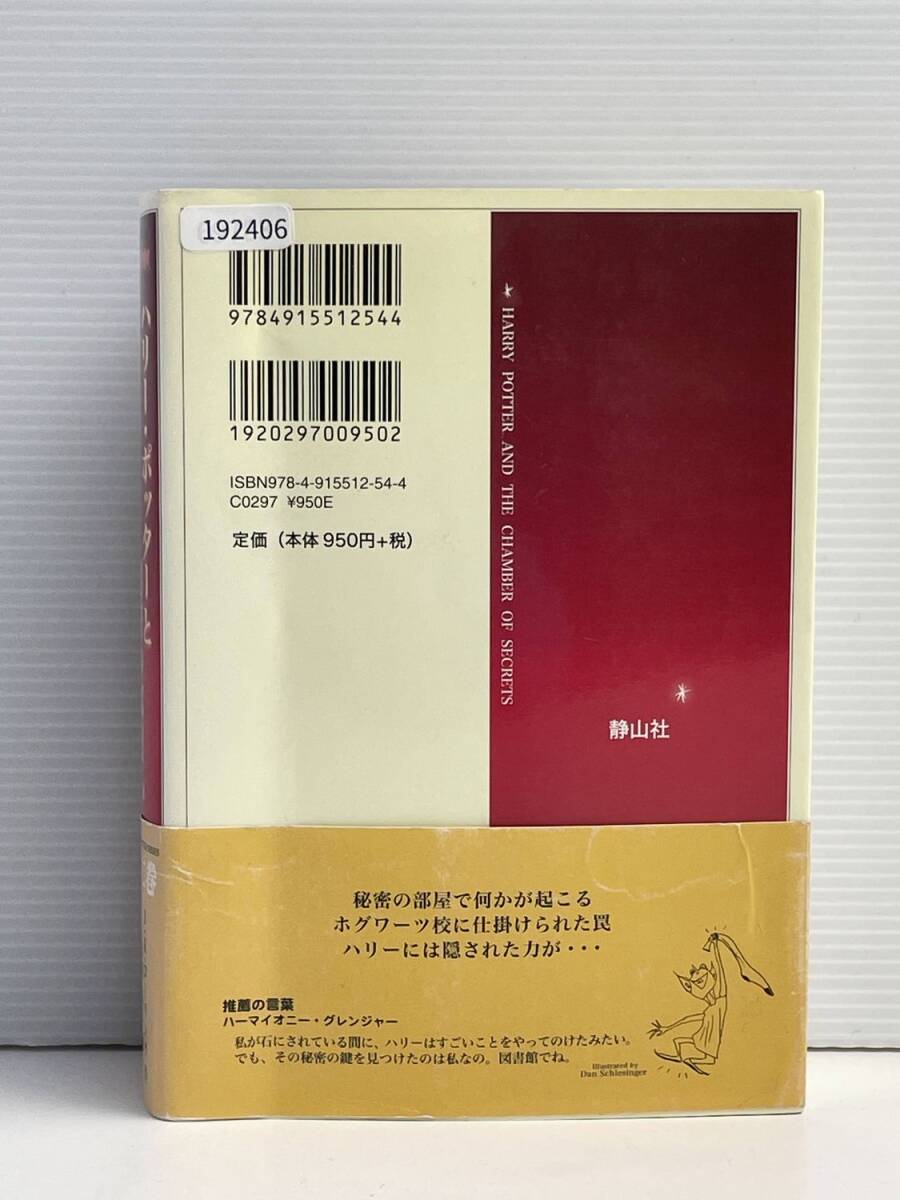 192406
9784915512544
1920297009502
ISBN978-4-915512-54-4
C0297 ¥950E
定価（本体950円+税）
HARRY POTTER AND THE CHAMBER OF SECRETS
静山社
ハリー・ポッターと
秘密の部屋で何かが起こる
ホグワーツ校に仕掛けられた罠
ハリーには隠された力が・・・
推薦の言葉
ハーマイオニー・グレンジャー
私が石にされている間に、ハリーはすごいことをやってのけたみたい。
でも、その秘密の鍵を見つけたのは私なの。図書館でね。
Illustrated by
Dan Schlesinger